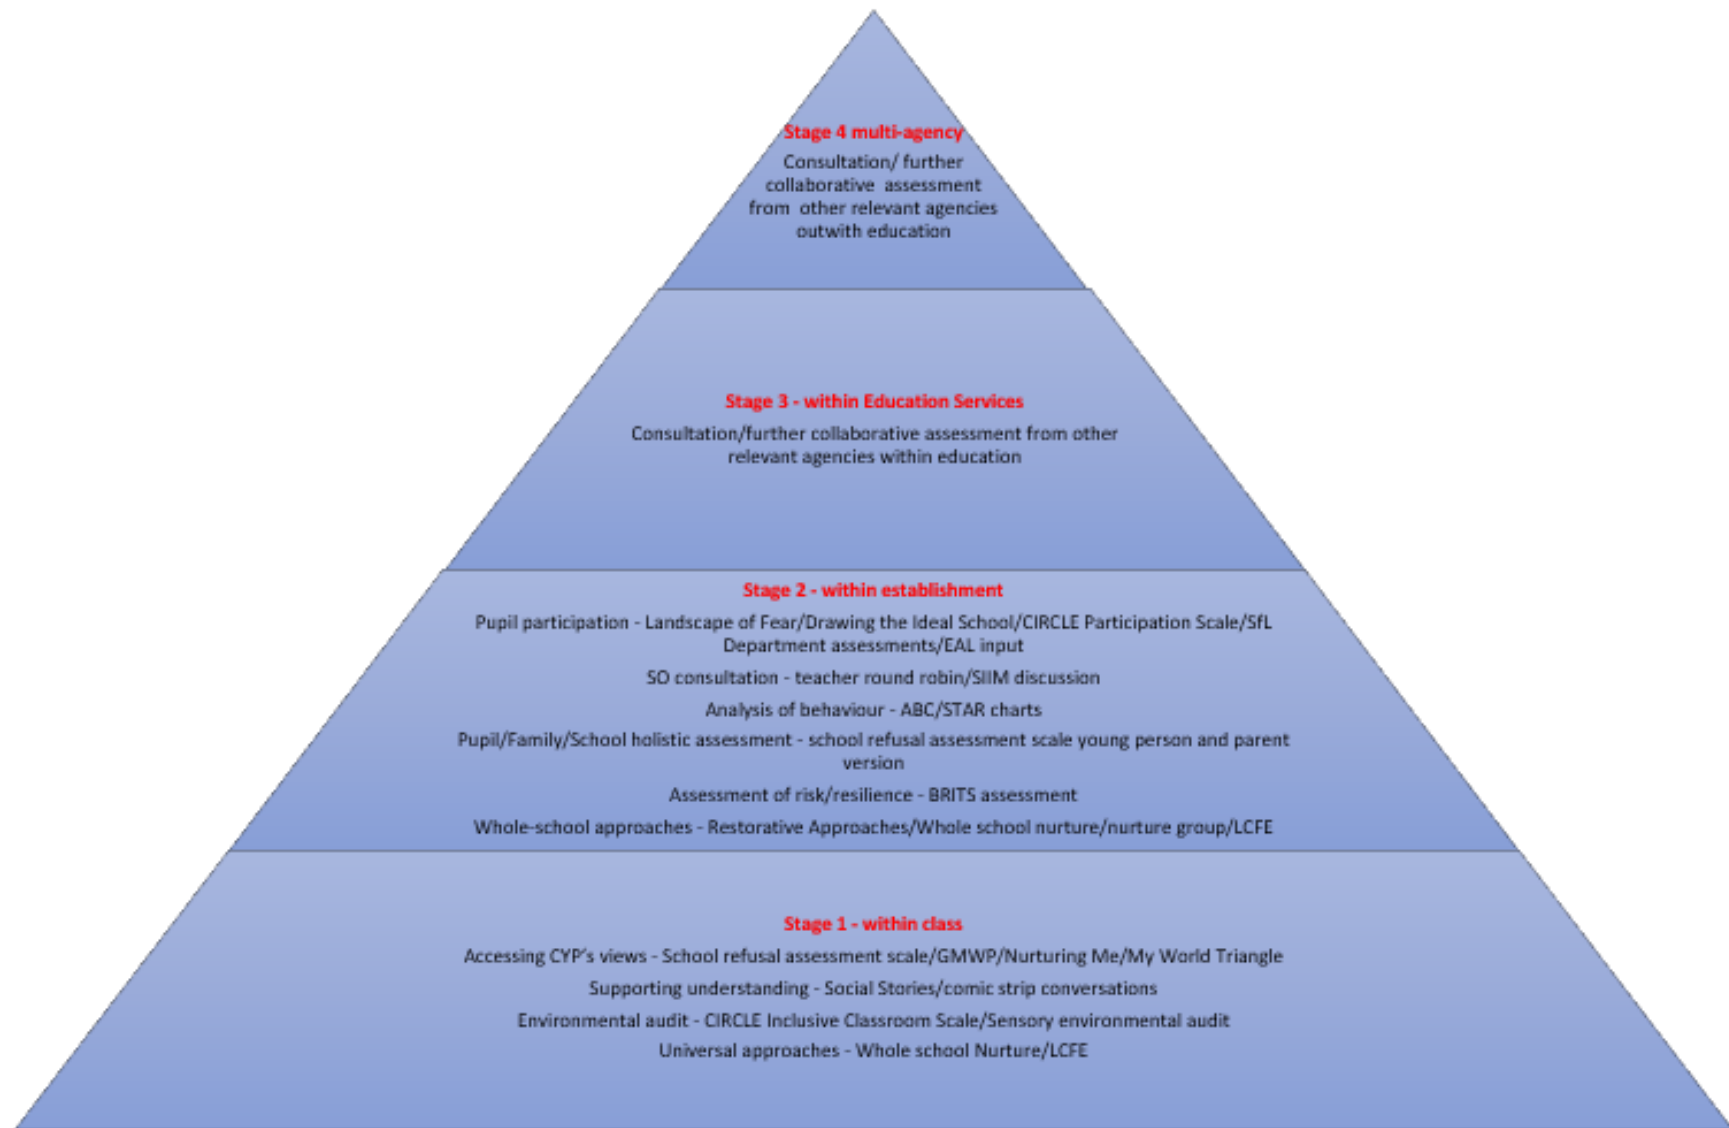 Stage 4 multi-agency
Consultation/ further
collaborative  assessment
from  other relevant agencies
outwith education
Stage 3 - within Education Services
Consultation/further collaborative assessment from other
relevant agencies within education
Stage 2 - within establishment
Pupil participation - Landscape of Fear/Drawing the Ideal School/CIRCLE Participation Scale/SfL
Department assessments/EAL input
SO consultation - teacher round robin/SIIM discussion
Analysis of behaviour - ABC/STAR charts
Pupil/Family/School holistic assessment - school refusal assessment scale young person and parent
version
Assessment of risk/resilience - BRITS assessment
Whole-school approaches - Restorative Approaches/Whole school nurture/nurture group/LCFE
Stage 1 - within class
Accessing CYP's views - School refusal assessment scale/GMWP/Nurturing Me/My World Triangle
Supporting understanding - Social Stories/comic strip conversations
Environmental audit - CIRCLE Inclusive Classroom Scale/Sensory environmental audit
Universal approaches - Whole school Nurture/LCFE